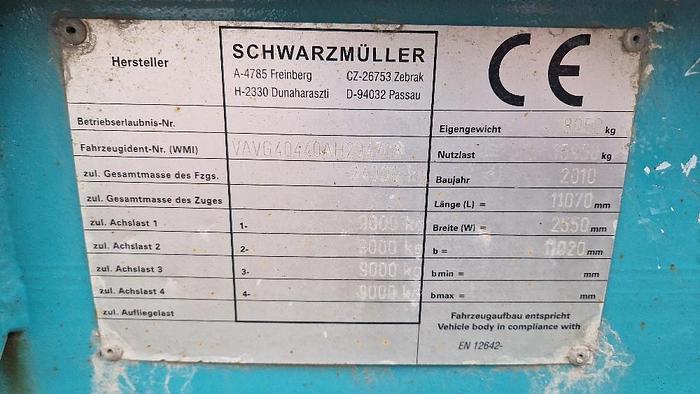 Hersteller
SCHWARZMÜLLER
A-4785 Freinberg CZ-26753 Zebrak
H-2330 Dunaharaszti D-94032 Passau
CE
Betriebserlaubnis-Nr.
Fahrzeugident-Nr. (WMI)
zul. Gesamtmasse des Fzgs. kg
zul. Gesamtmasse des Zuges.
zul. Achslast 1 1- 9000 kg
zul. Achslast 2 2- 9000 kg
zul. Achslast 3 3- 9000 kg
zul. Achslast 4 4- 9000 kg
zul. Aufliegelast
Eigengewicht kg
Nutzlast kg
Baujahr 2010
Länge (L) = 11070 mm
Breite (W) = 2550 mm
b = mm
bmin = mm
bmax = mm
Fahrzeugaufbau entspricht
Vehicle body in compliance with
EN 12642-